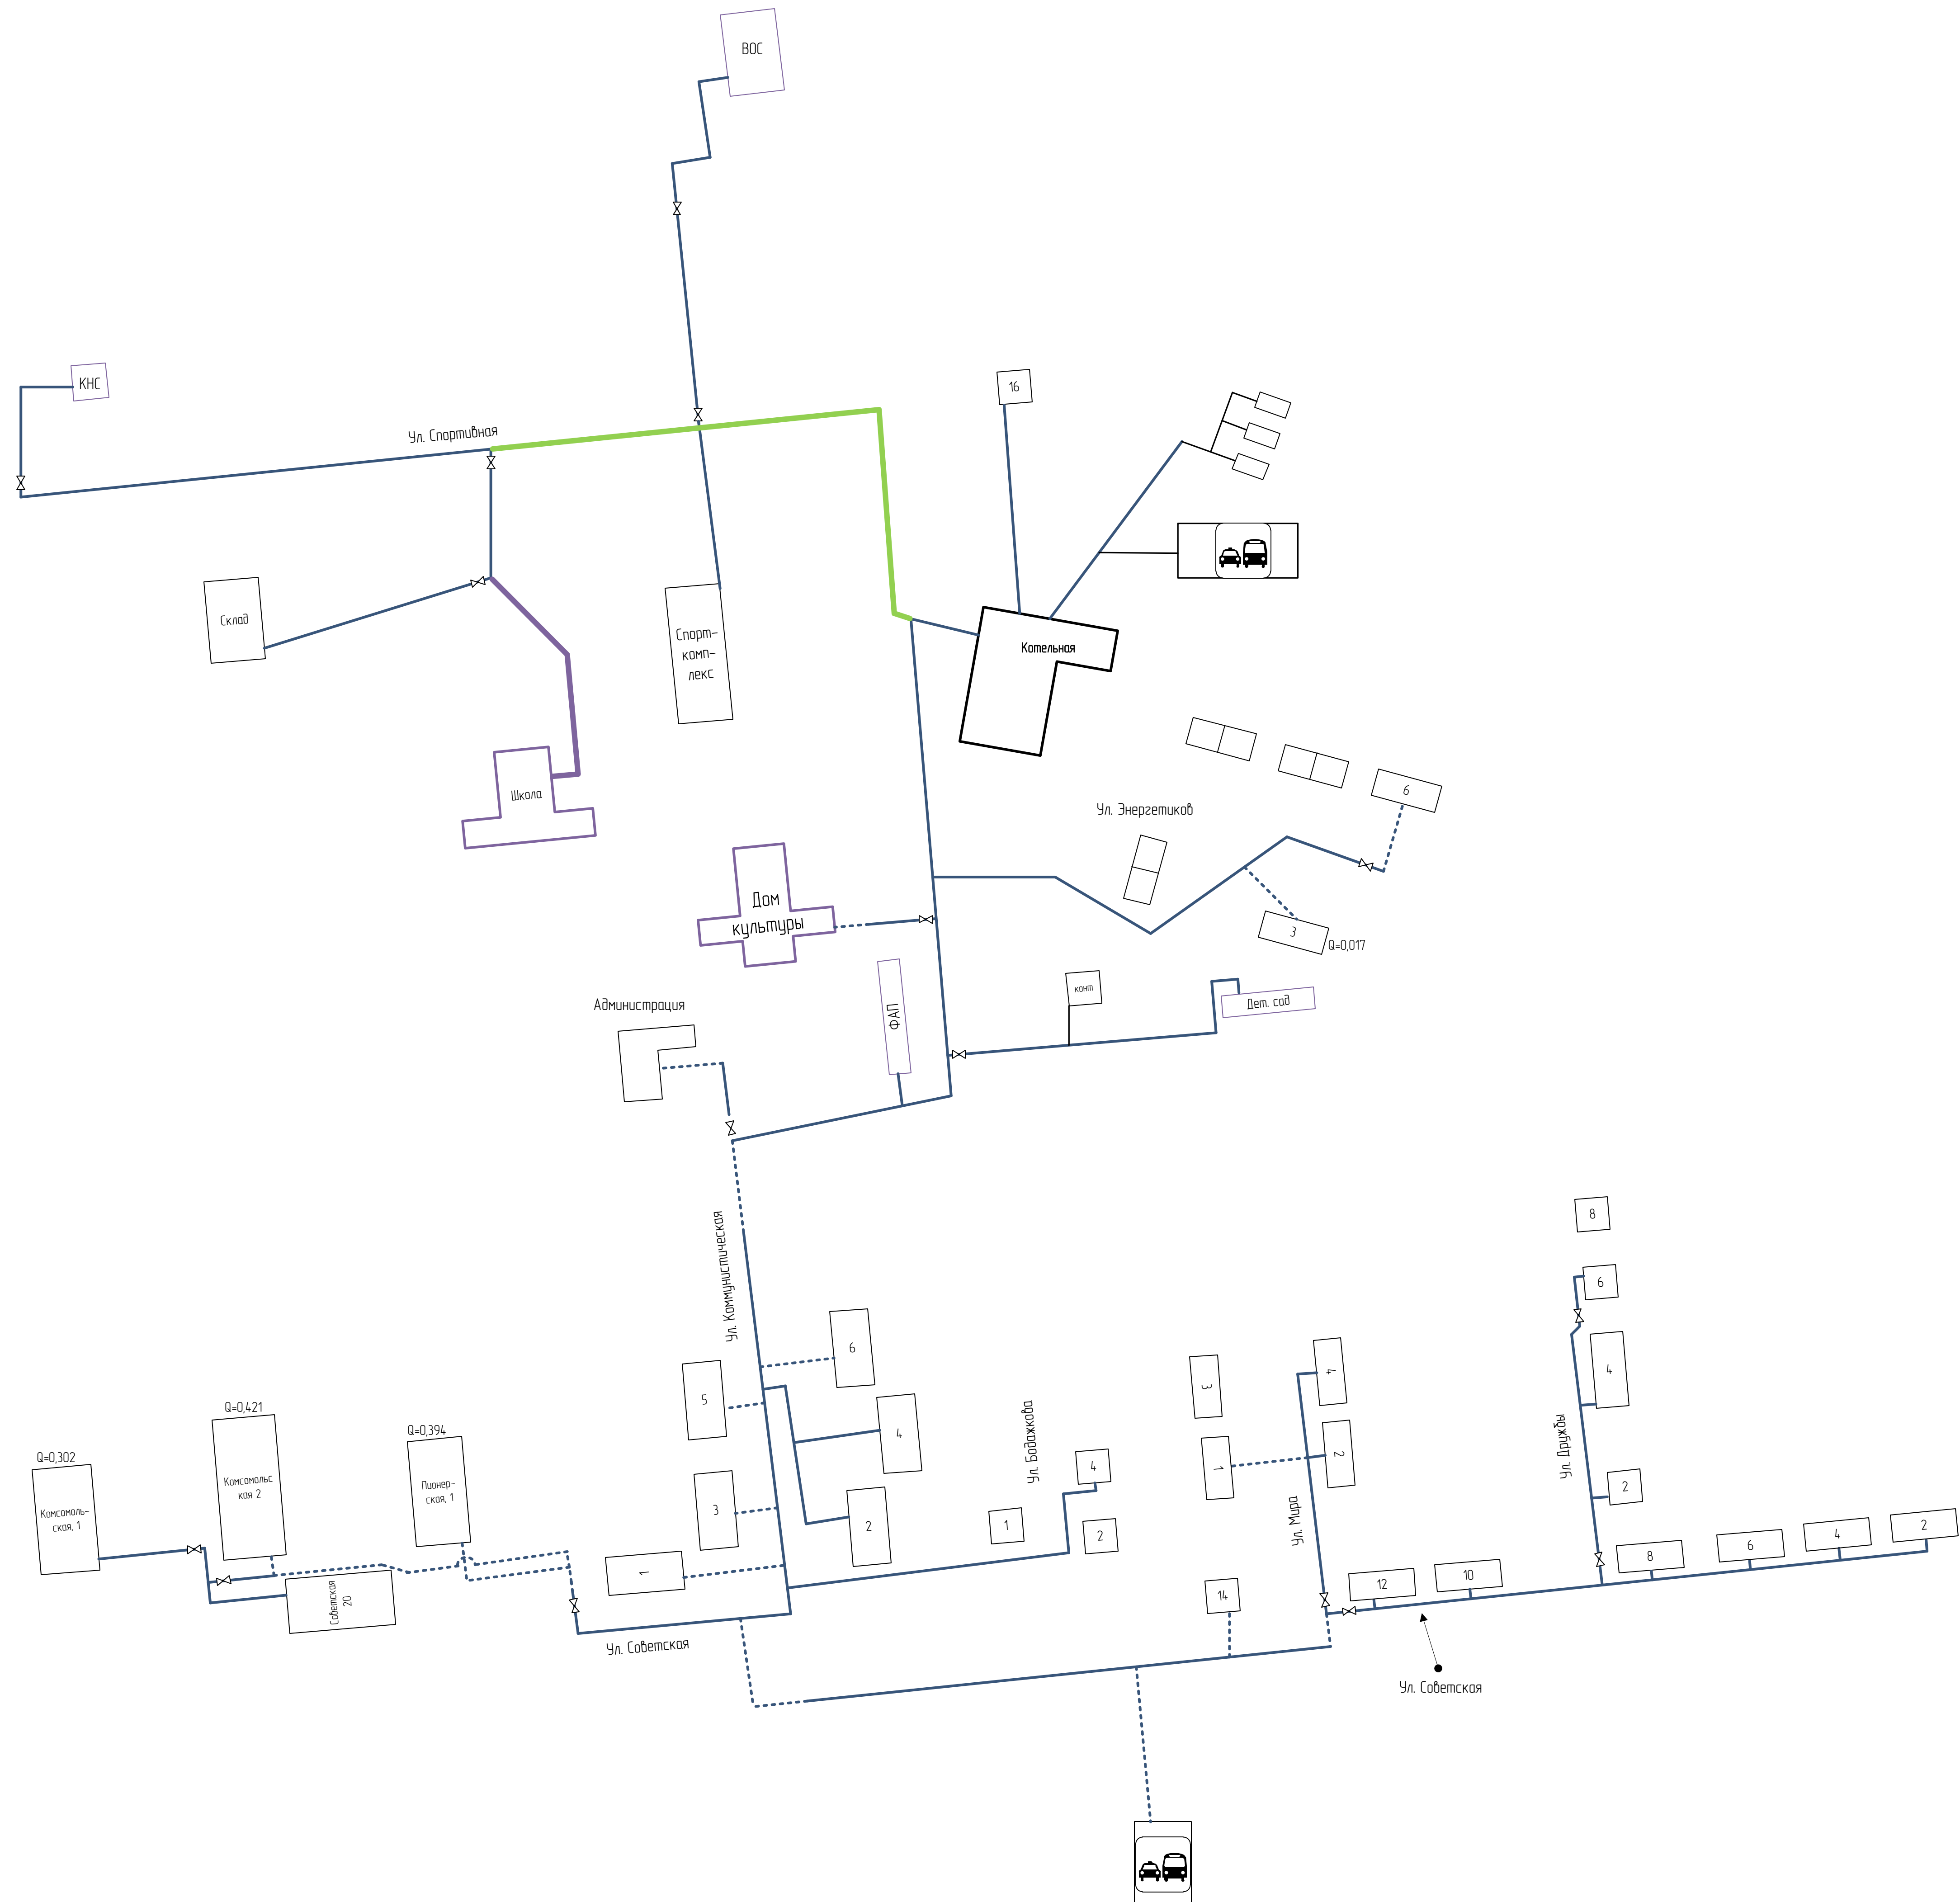 ВОС
КНС
Ул. Спортивная
16
Склад
Спорт-
комп-
лекс
Котельная
Школа
6
Ул. Энергетиков
3
Q=0,017
Дом
культуры
конт
Дет. сад
ФАП
Администрация
Ул. Коммунистическая
8
6
4
2
Ул. Дружбы
6
5
4
3
2
1
Ул. Бодажкова
4
1
2
3
4
1
2
Ул. Мира
14
Q=0,302
Комсомоль-
ская, 1
Q=0,421
Комсомольс
кая 2
Q=0,394
Пионер-
ская, 1
Советская
20
Ул. Советская
12
10
8
6
4
2
Ул. Советская